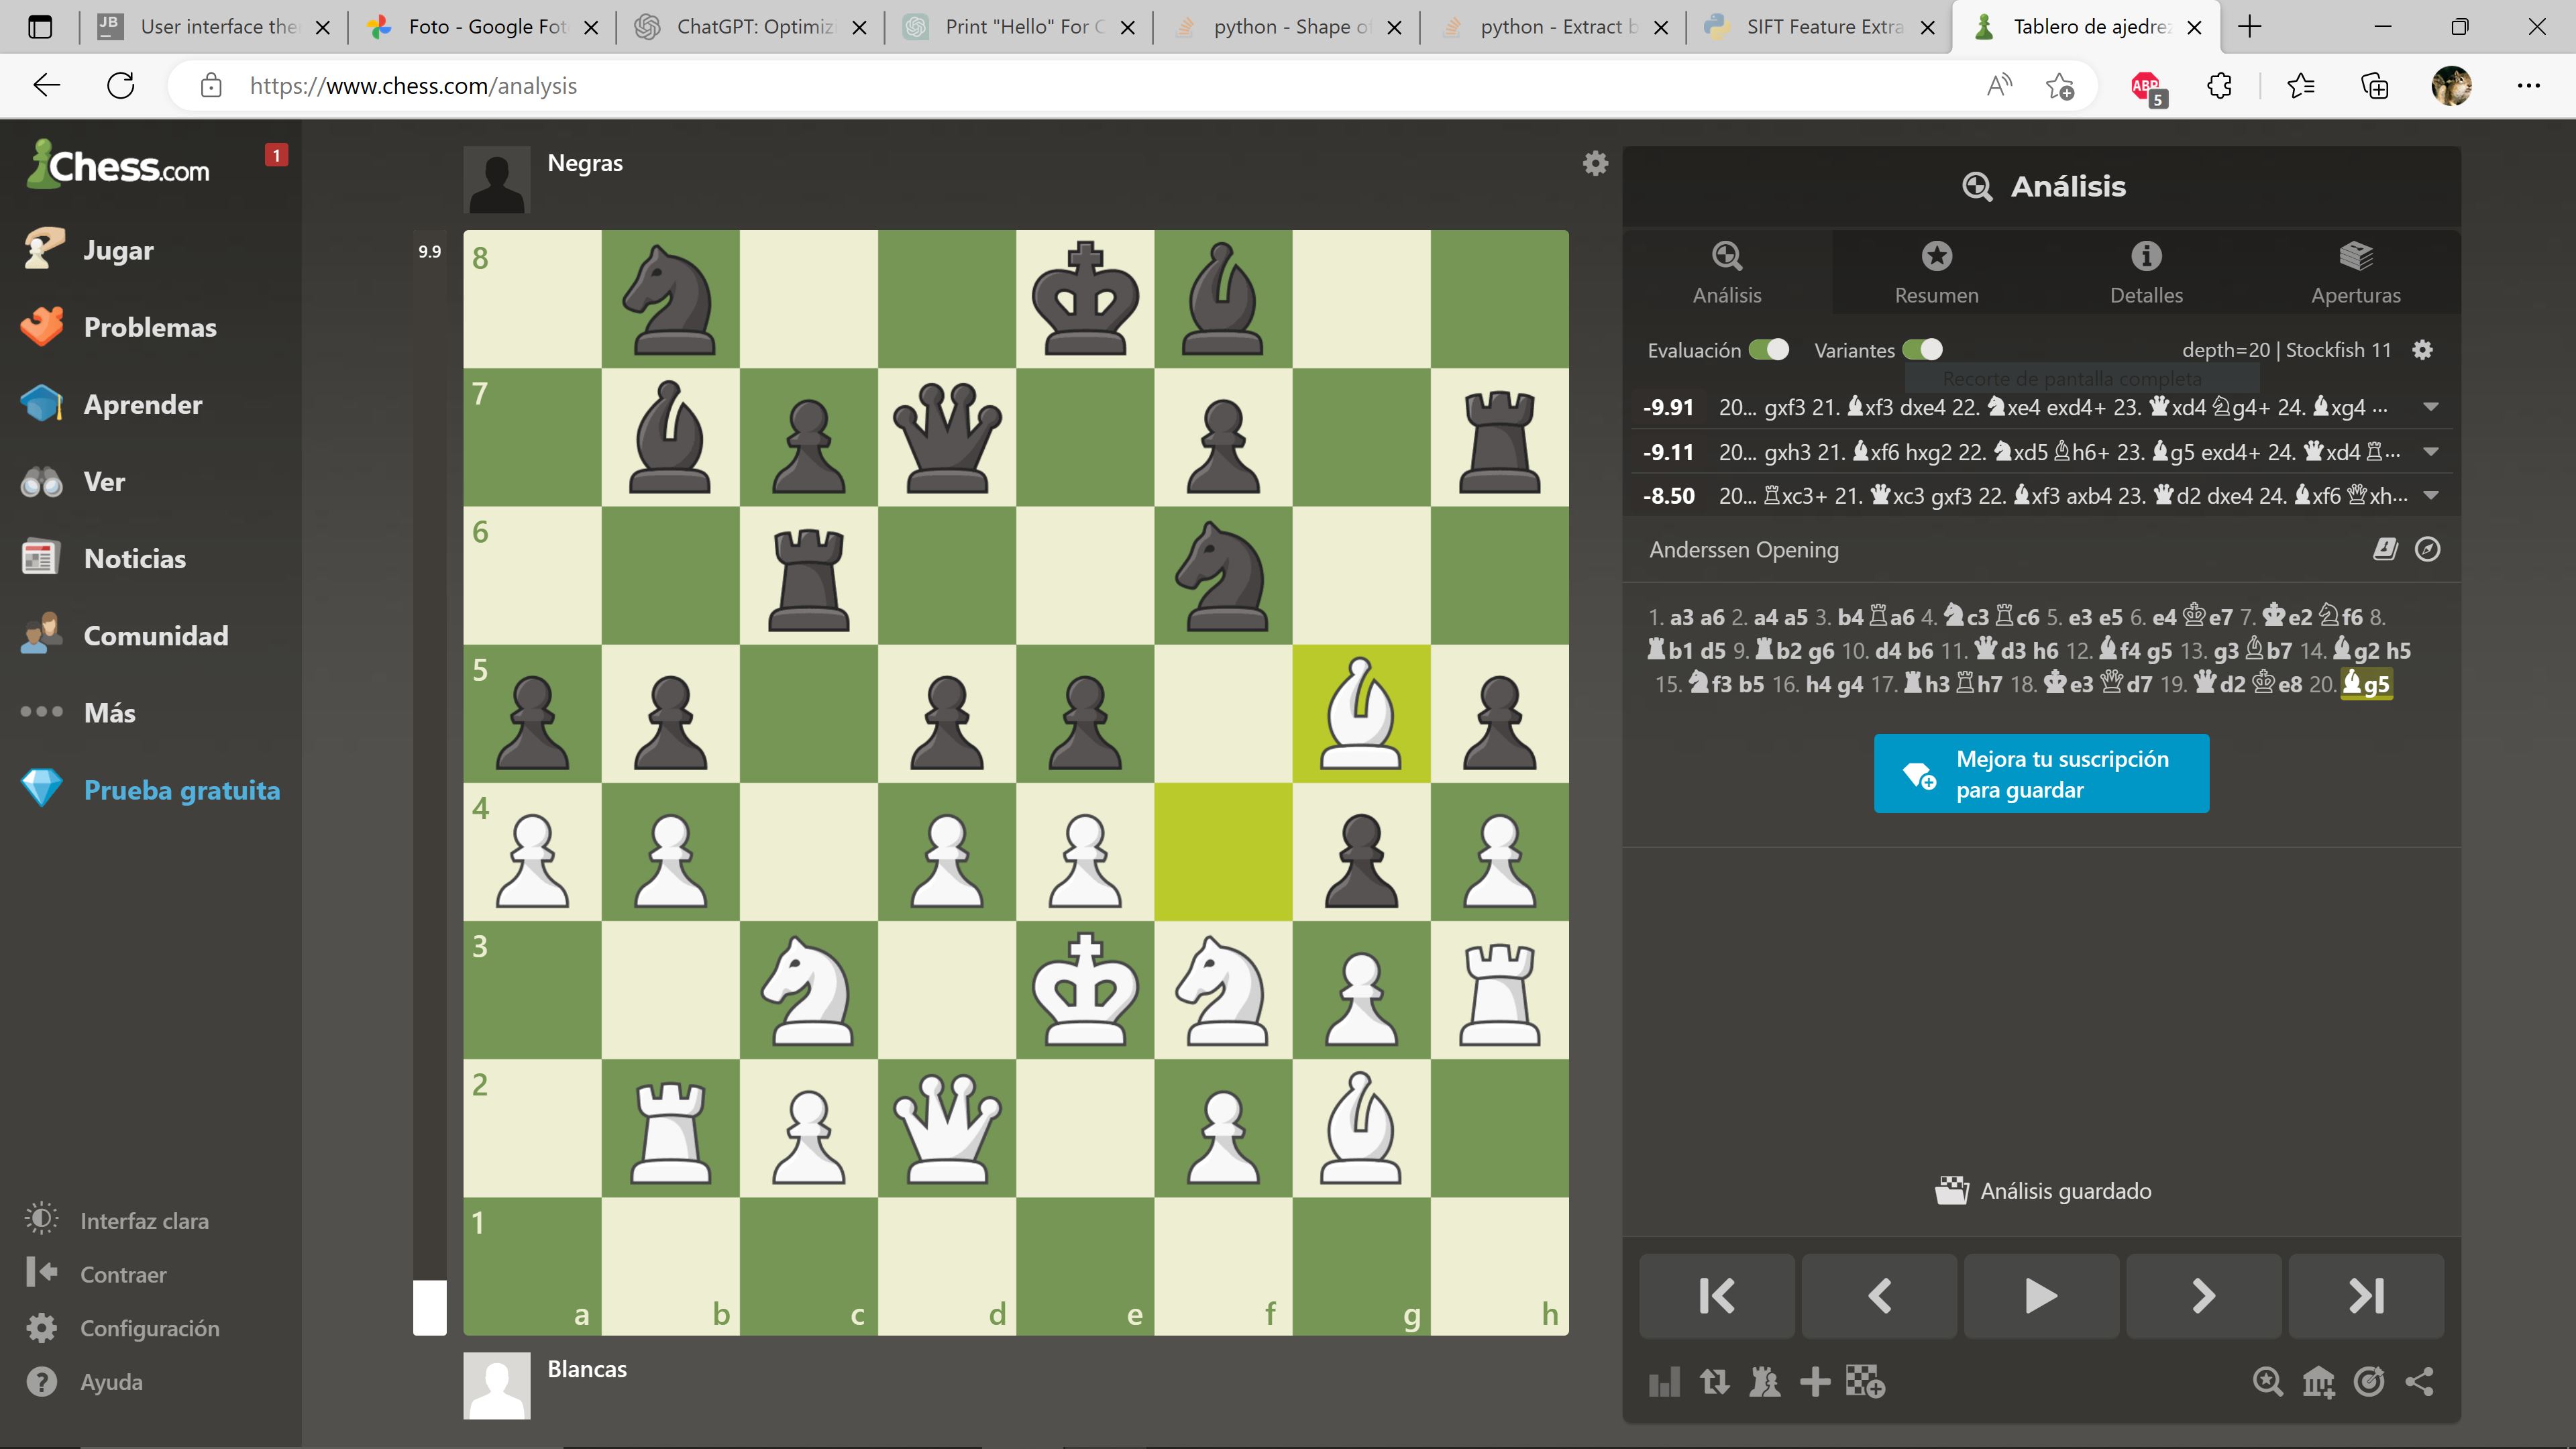 User interface the
Foto - Google Fot
ChatGPT: Optimizi
Print "Hello" For C
python - Shape of
python - Extract b
SIFT Feature Extra
Tablero de ajedrez
https://www.chess.com/analysis
ABP
5
Chess.com
1
Jugar
Problemas
Aprender
Ver
Noticias
Comunidad
Más
Prueba gratuita
Interfaz clara
Contraer
Configuración
Ayuda
Negras
9.9
8
7
6
5
4
3
2
1
a b c d e f g h
Blancas
Análisis
Análisis
Resumen
Detalles
Aperturas
Evaluación Variantes depth=20 | Stockfish 11
Recorte de pantalla completa
-9.91 20... gxf3 21. ♝xf3 dxe4 22. ♞xe4 exd4+ 23. ♛xd4 ♘g4+ 24. ♝xg4 ...
-9.11 20... gxh3 21. ♝xf6 hxg2 22. ♞xd5 ♗h6+ 23. ♝g5 exd4+ 24. ♛xd4 ♖...
-8.50 20... ♖xc3+ 21. ♛xc3 gxf3 22. ♝xf3 axb4 23. ♛d2 dxe4 24. ♝xf6 ♕xh...
Anderssen Opening
1. a3 a6 2. a4 a5 3. b4 ♖a6 4. ♞c3 ♖c6 5. e3 e5 6. e4 ♔e7 7. ♚e2 ♘f6 8.
♜b1 d5 9. ♜b2 g6 10. d4 b6 11. ♛d3 h6 12. ♝f4 g5 13. g3 ♗b7 14. ♝g2 h5
15. ♞f3 b5 16. h4 g4 17. ♜h3 ♖h7 18. ♚e3 ♕d7 19. ♛d2 ♔e8 20. ♝g5
Mejora tu suscripción
para guardar
Análisis guardado